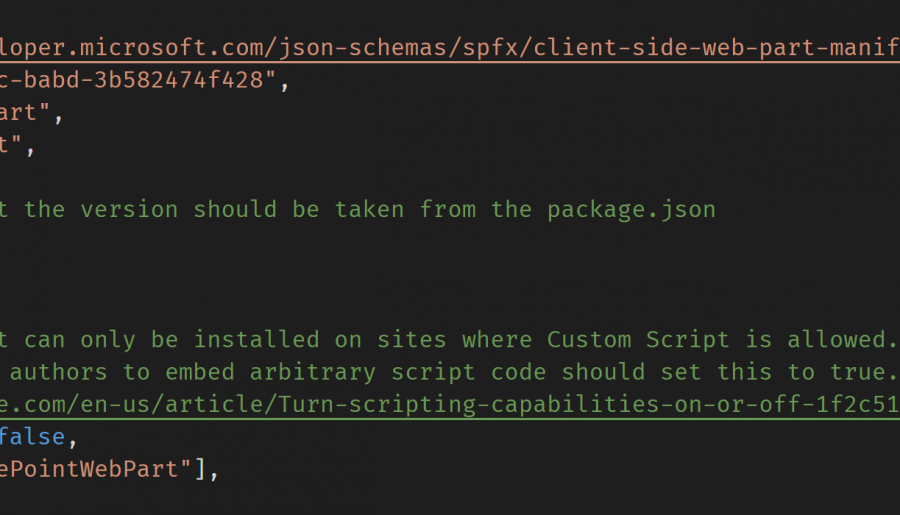 loper.microsoft.com/json-schemas/spfx/client-side-web-part-manif
c-babd-3b582474f428",
art",
t",
t the version should be taken from the package.json
t can only be installed on sites where Custom Script is allowed.
authors to embed arbitrary script code should set this to true.
e.com/en-us/article/Turn-scripting-capabilities-on-or-off-1f2c51
false,
ePointWebPart"],